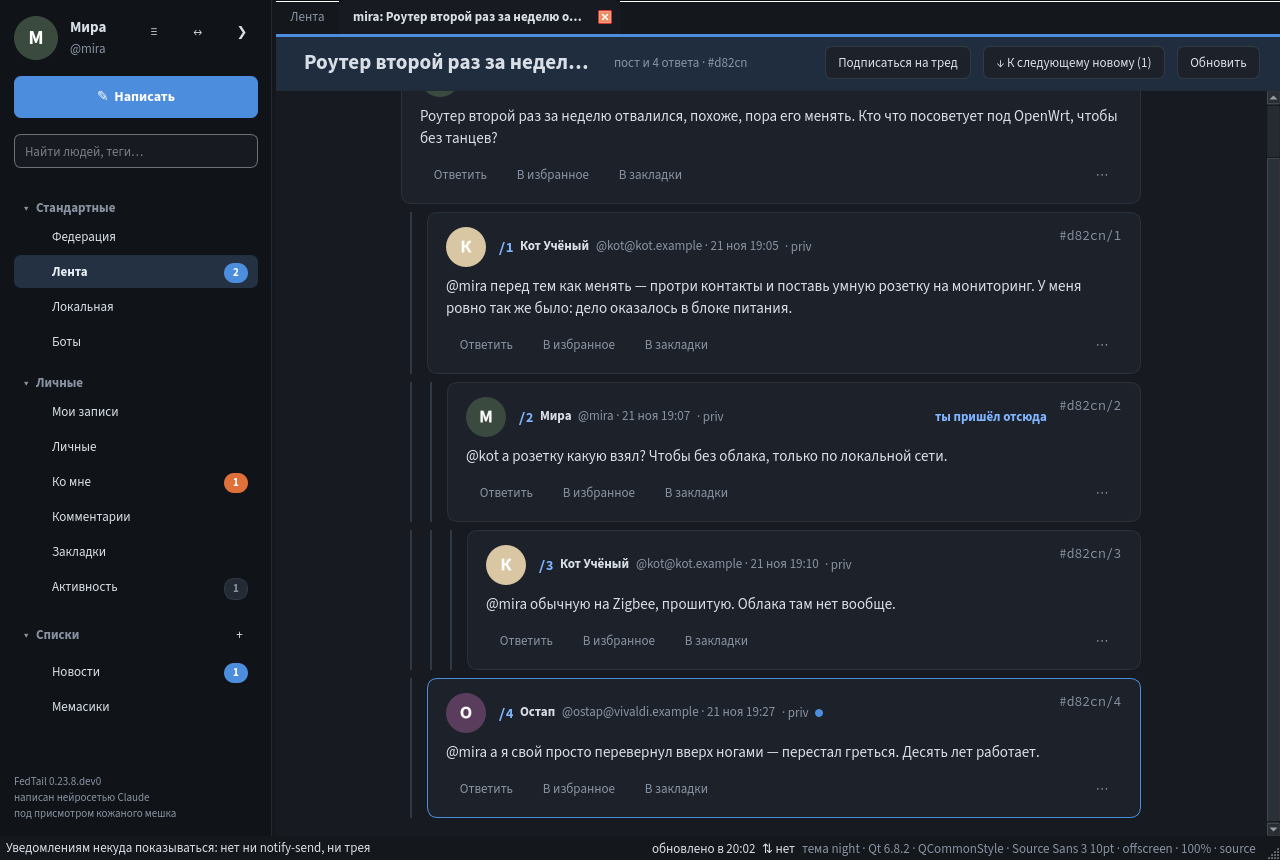 М
Мира
@mira
✎ Написать
Найти людей, теги…
Стандартные
Федерация
Лента 2
Локальная
Боты
Личные
Мои записи
Личные
Ко мне 1
Комментарии
Закладки
Активность 1
Списки +
Новости 1
Мемасики
FedTail 0.23.8.dev0
написан нейросетью Claude
под присмотром кожаного мешка
Лента
mira: Роутер второй раз за неделю о…
Роутер второй раз за недел…
пост и 4 ответа · #d82cn
Подписаться на тред
↓ К следующему новому (1)
Обновить
Роутер второй раз за неделю отвалился, похоже, пора его менять. Кто что посоветует под OpenWrt, чтобы
без танцев?
Ответить В избранное В закладки ···
К /1 Кот Учёный @kot@kot.example · 21 ноя 19:05 · priv #d82cn/1
@mira перед тем как менять — протри контакты и поставь умную розетку на мониторинг. У меня
ровно так же было: дело оказалось в блоке питания.
Ответить В избранное В закладки ···
М /2 Мира @mira · 21 ноя 19:07 · priv ты пришёл отсюда #d82cn/2
@kot а розетку какую взял? Чтобы без облака, только по локальной сети.
Ответить В избранное В закладки ···
К /3 Кот Учёный @kot@kot.example · 21 ноя 19:10 · priv #d82cn/3
@mira обычную на Zigbee, прошитую. Облака там нет вообще.
Ответить В избранное В закладки ···
О /4 Остап @ostap@vivaldi.example · 21 ноя 19:27 · priv #d82cn/4
@mira а я свой просто перевернул вверх ногами — перестал греться. Десять лет работает.
Ответить В избранное В закладки ···
Уведомлениям некуда показываться: нет ни notify-send, ни трея
обновлено в 20:02 ⇅ нет тема night · Qt 6.8.2 · QCommonStyle · Source Sans 3 10pt · offscreen · 100% · source